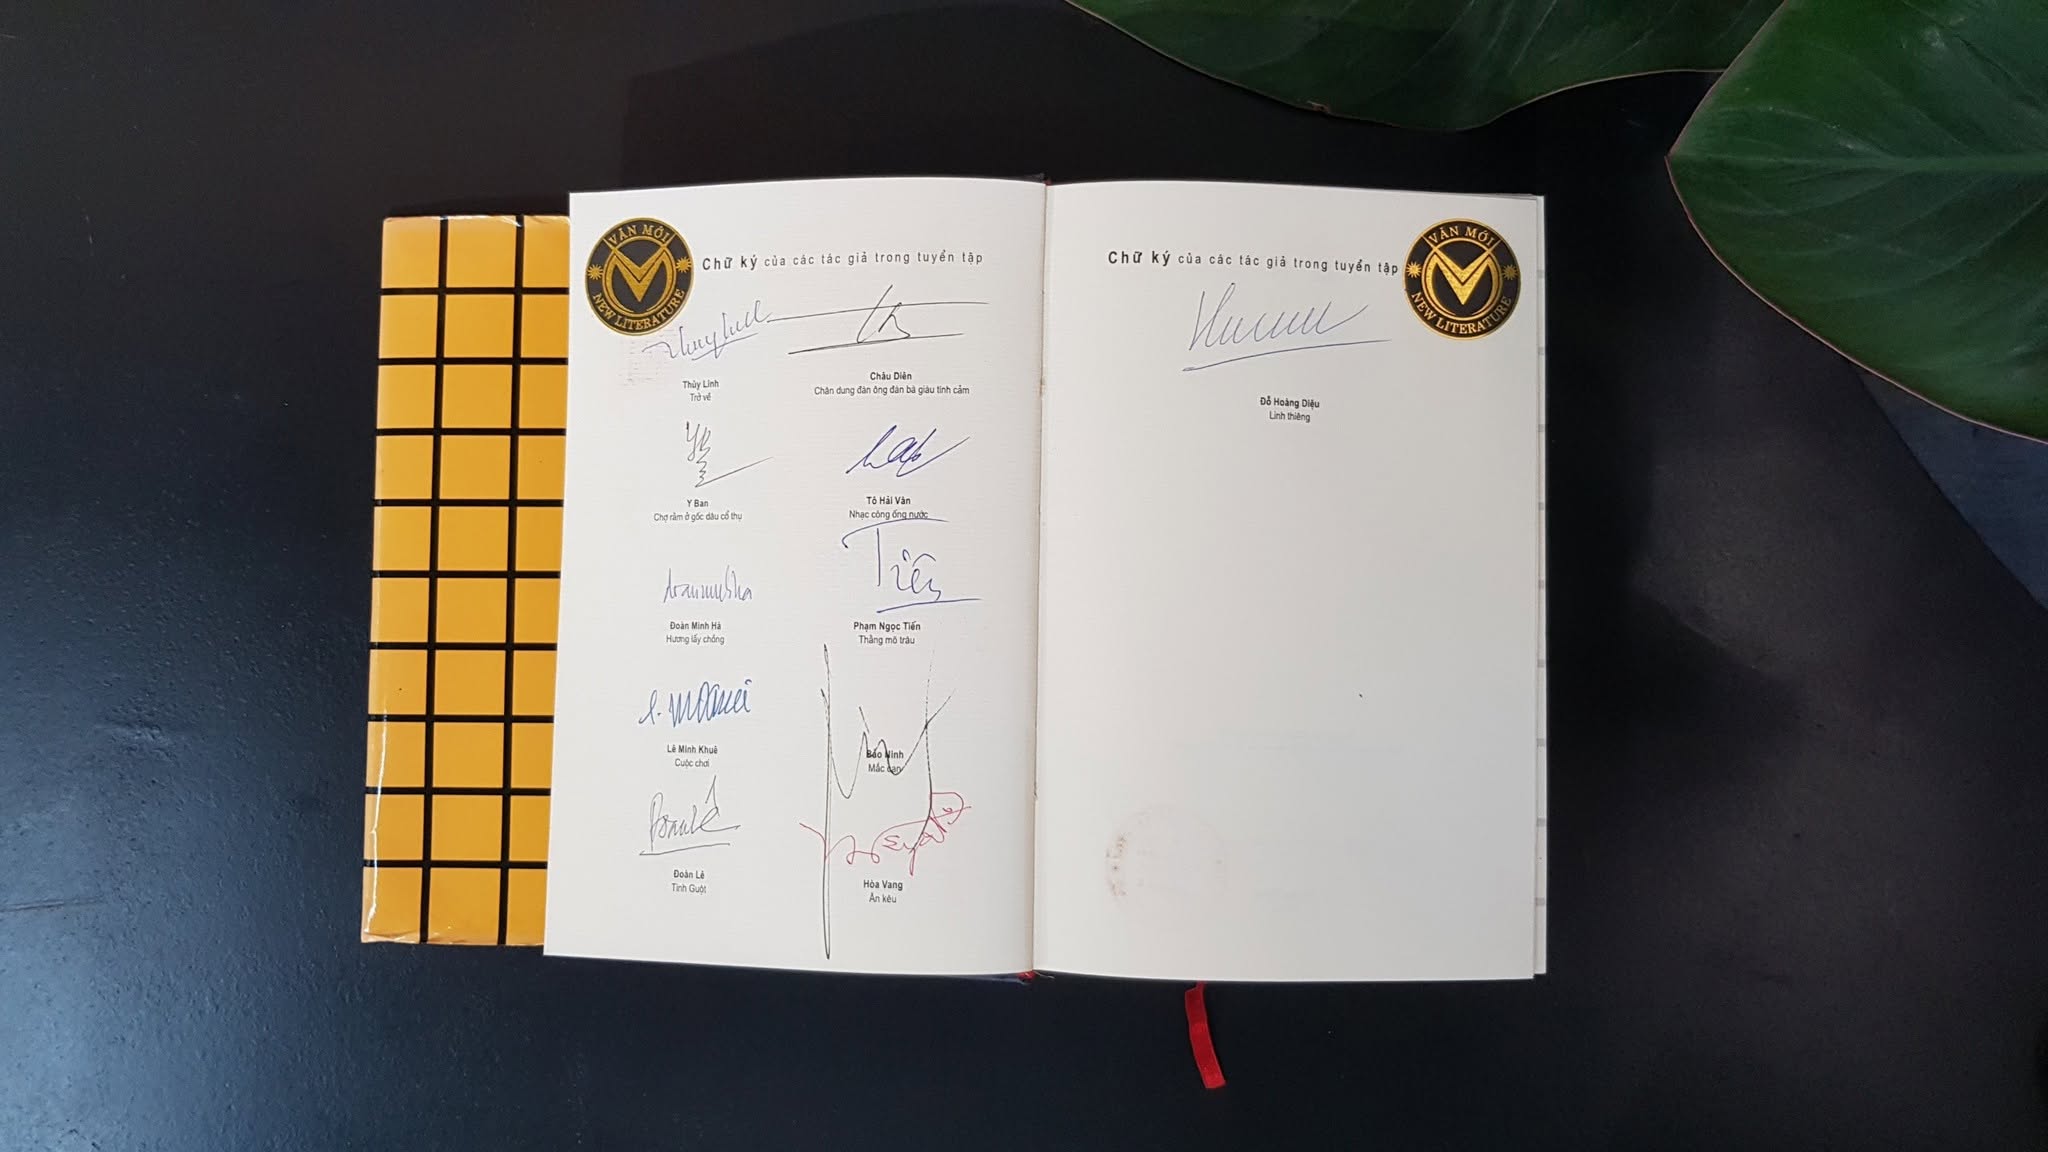 VĂN MỚI
NEW LITERATURE
Chữ ký của các tác giả trong tuyển tập
Thùy Linh
Trở về
Châu Diên
Chân dung đàn ông đàn bà giàu tình cảm
Y Ban
Chợ rằm ở gốc dâu cổ thụ
Tô Hải Vân
Nhạc công ống nước
Tiến
Đoàn Minh Hà
Hương lấy chồng
Phạm Ngọc Tiến
Thằng mõ trâu
Lê Minh Khuê
Cuộc chơi
Bảo Ninh
Mắc cạn
Đoàn Lê
Tình Guột
Hòa Vang
Ăn kêu
Chữ ký của các tác giả trong tuyển tập
VĂN MỚI
NEW LITERATURE
Đỗ Hoàng Diệu
Linh thiêng